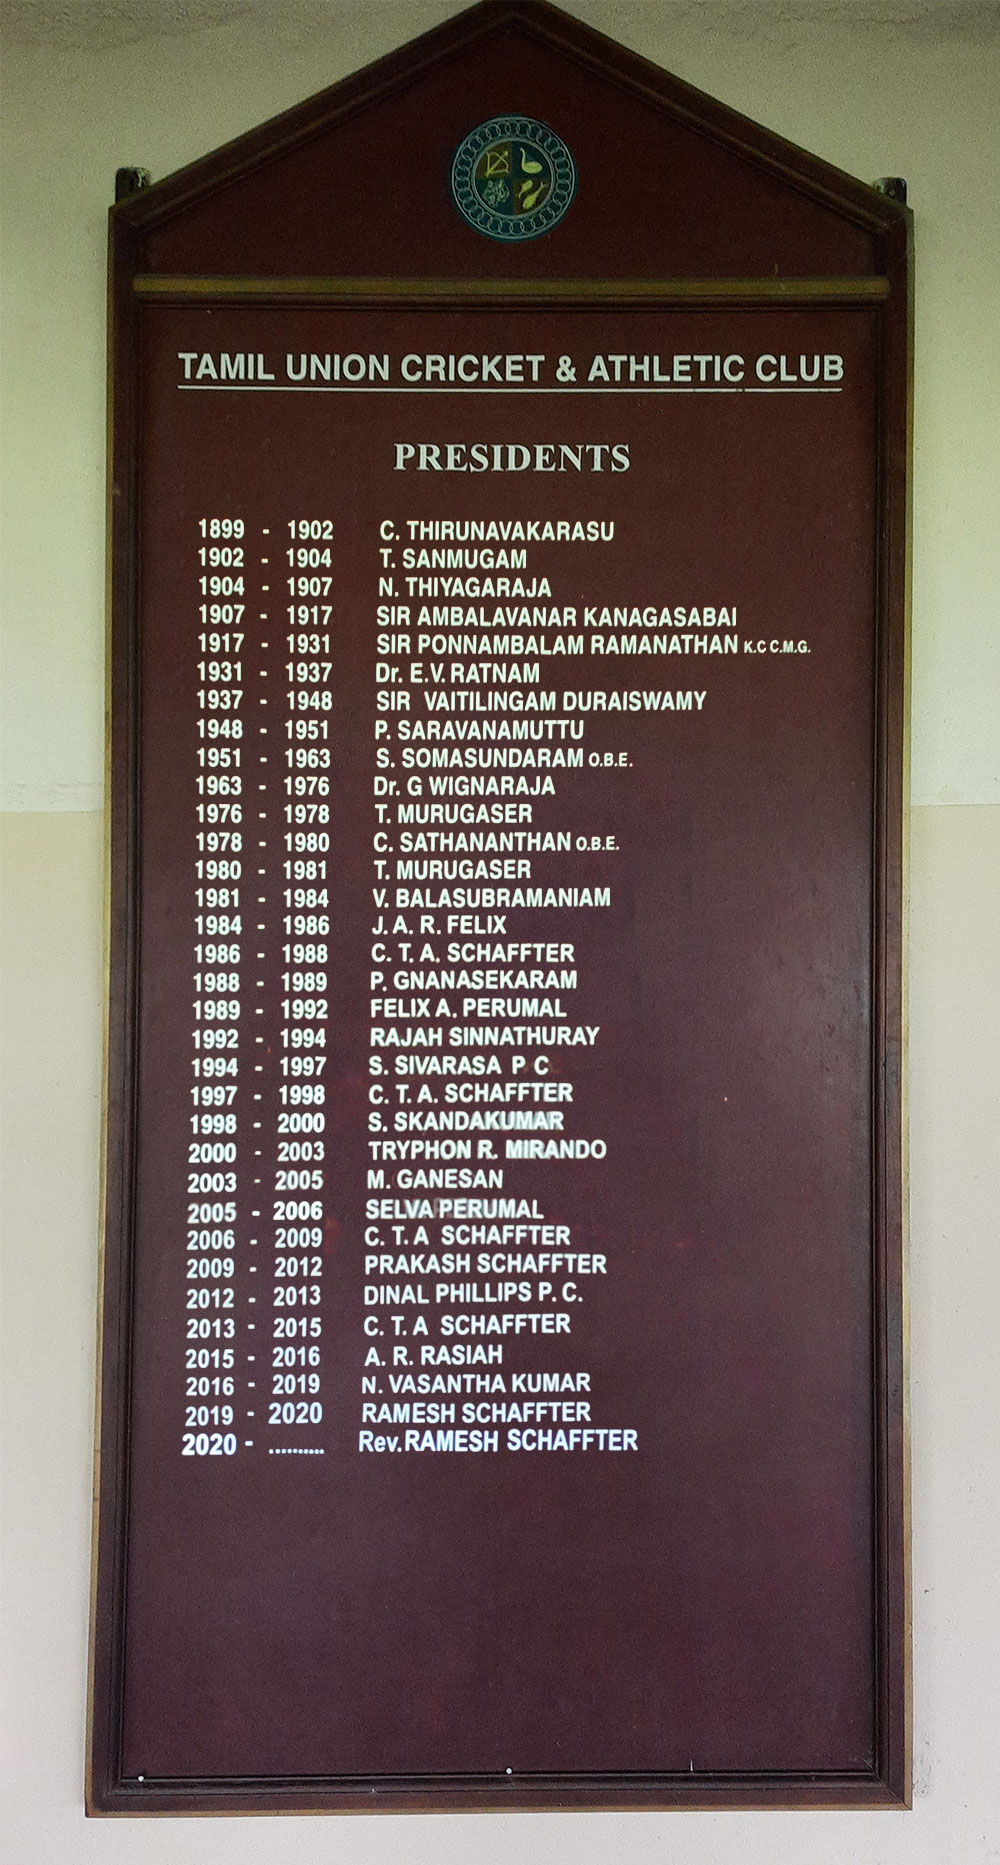 TAMIL UNION CRICKET & ATHLETIC CLUB
PRESIDENTS
1899 - 1902 C. THIRUNAVAKARASU
1902 - 1904 T. SANMUGAM
1904 - 1907 N. THIYAGARAJA
1907 - 1917 SIR AMBALAVANAR KANAGASABAI
1917 - 1931 SIR PONNAMBALAM RAMANATHAN K.C C.M.G.
1931 - 1937 Dr. E.V. RATNAM
1937 - 1948 SIR VAITILINGAM DURAISWAMY
1948 - 1951 P. SARAVANAMUTTU
1951 - 1963 S. SOMASUNDARAM O.B.E.
1963 - 1976 Dr. G WIGNARAJA
1976 - 1978 T. MURUGASER
1978 - 1980 C. SATHANANTHAN O.B.E.
1980 - 1981 T. MURUGASER
1981 - 1984 V. BALASUBRAMANIAM
1984 - 1986 J. A. R. FELIX
1986 - 1988 C. T. A. SCHAFFTER
1988 - 1989 P. GNANASEKARAM
1989 - 1992 FELIX A. PERUMAL
1992 - 1994 RAJAH SINNATHURAY
1994 - 1997 S. SIVARASA P C
1997 - 1998 C. T. A. SCHAFFTER
1998 - 2000 S. SKANDAKUMAR
2000 - 2003 TRYPHON R. MIRANDO
2003 - 2005 M. GANESAN
2005 - 2006 SELVA PERUMAL
2006 - 2009 C. T. A SCHAFFTER
2009 - 2012 PRAKASH SCHAFFTER
2012 - 2013 DINAL PHILLIPS P. C.
2013 - 2015 C. T. A SCHAFFTER
2015 - 2016 A. R. RASIAH
2016 - 2019 N. VASANTHA KUMAR
2019 - 2020 RAMESH SCHAFFTER
2020 - .......... Rev.RAMESH SCHAFFTER